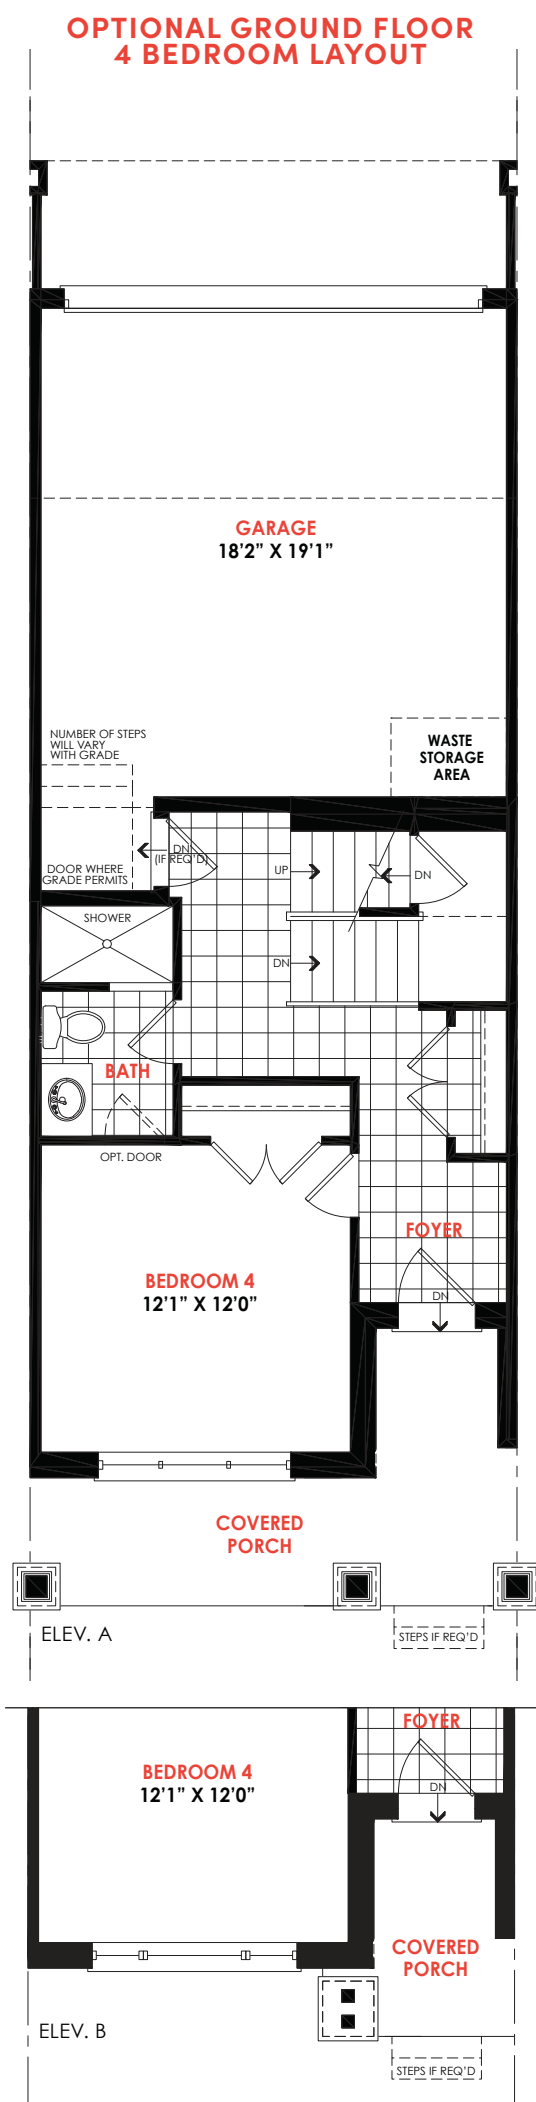 OPTIONAL GROUND FLOOR
4 BEDROOM LAYOUT
GARAGE
18'2” X 19'1”
NUMBER OF STEPS
WILL VARY
WITH GRADE
WASTE
STORAGE
AREA
DN
(IF REQ'D)
DOOR WHERE
GRADE PERMITS
UP
DN
SHOWER
DN
BATH
OPT. DOOR
FOYER
BEDROOM 4
12'1” X 12'0”
DN
COVERED
PORCH
ELEV. A
STEPS IF REQ'D
FOYER
BEDROOM 4
12'1” X 12'0”
DN
COVERED
PORCH
ELEV. B
STEPS IF REQ'D